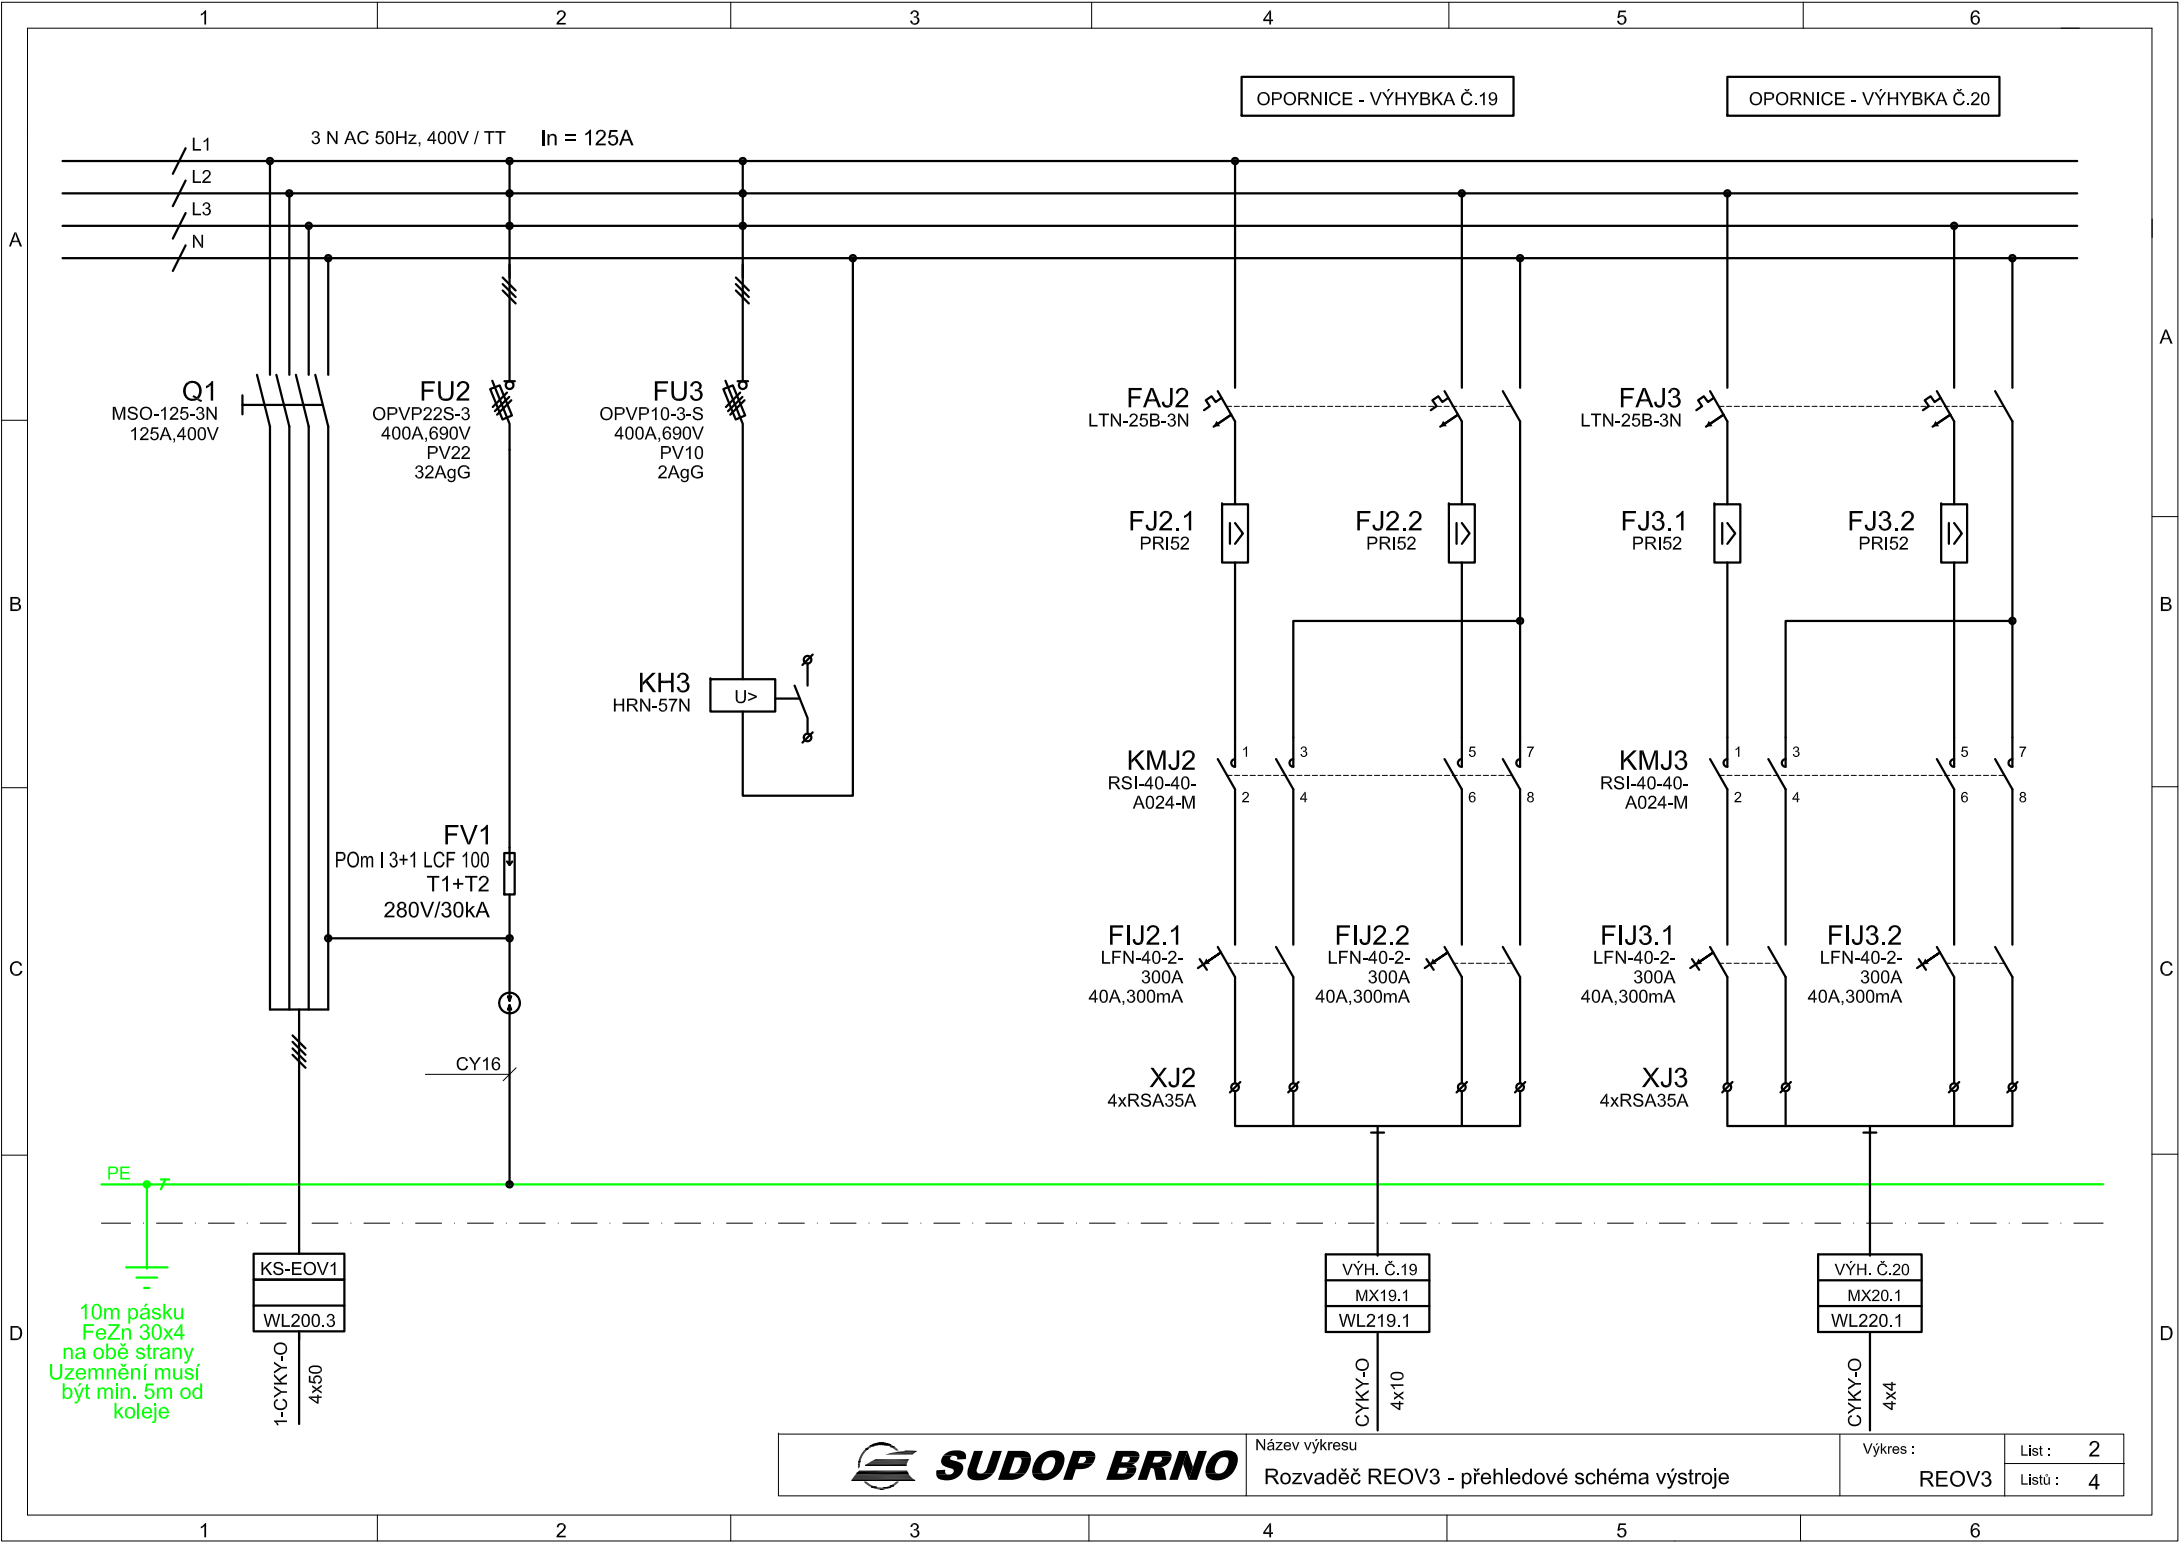 1 2 3 4 5 6
OPORNICE - VÝHYBKA Č.19
OPORNICE - VÝHYBKA Č.20
3 N AC 50Hz, 400V / TT
In = 125A
L1
L2
L3
N
A
A
Q1
MSO-125-3N
125A,400V
FU2
OPVP22S-3
400A,690V
PV22
32AgG
FU3
OPVP10-3-S
400A,690V
PV10
2AgG
FAJ2
LTN-25B-3N
FAJ3
LTN-25B-3N
FJ2.1
PRI52
FJ2.2
PRI52
FJ3.1
PRI52
FJ3.2
PRI52
B
B
KH3
HRN-57N
U>
KMJ2
RSI-40-40-
A024-M
1 3 5 7
2 4 6 8
KMJ3
RSI-40-40-
A024-M
1 3 5 7
2 4 6 8
FV1
POm I 3+1 LCF 100
T1+T2
280V/30kA
FIJ2.1
LFN-40-2-
300A
40A,300mA
FIJ2.2
LFN-40-2-
300A
40A,300mA
FIJ3.1
LFN-40-2-
300A
40A,300mA
FIJ3.2
LFN-40-2-
300A
40A,300mA
C
C
CY16
XJ2
4xRSA35A
XJ3
4xRSA35A
PE
KS-EOV1
WL200.3
1-CYKY-O
4x50
VÝH. Č.19
MX19.1
WL219.1
CYKY-O
4x10
VÝH. Č.20
MX20.1
WL220.1
CYKY-O
4x4
10m pásku
FeZn 30x4
na obě strany
Uzemnění musí
být min. 5m od
koleje
D
D
SUDOP BRNO
Název výkresu
Rozvaděč REOV3 - přehledové schéma výstroje
Výkres :
REOV3
List : 2
Listů : 4
1 2 3 4 5 6